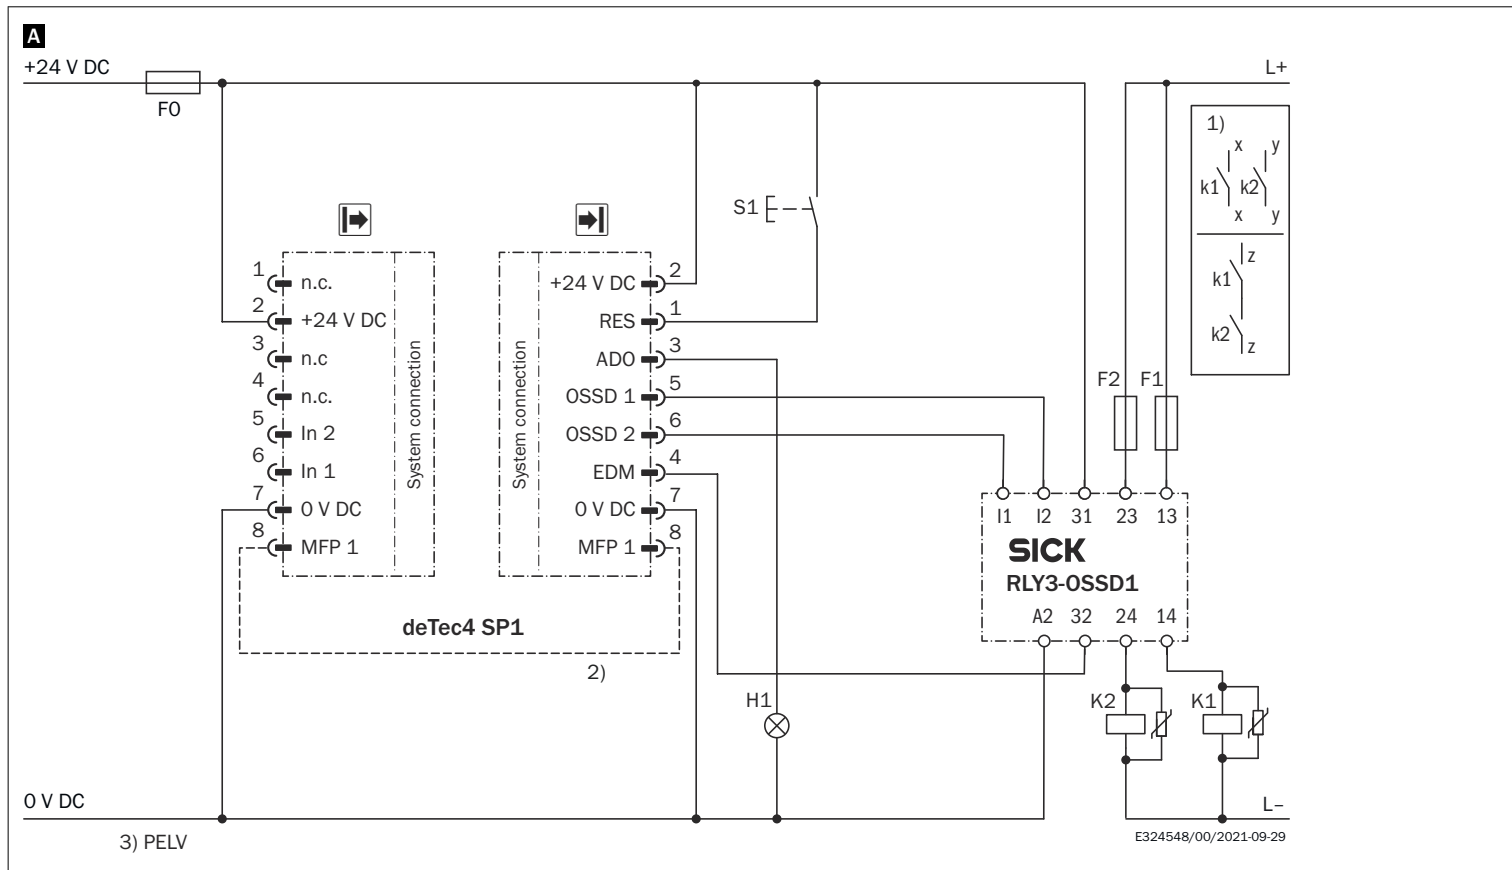 A
+24 V DC
F0
L+
1)
x y
k1 k2
x y
z
k1
k2
z
S1
1 n.c.
2 +24 V DC
3 n.c
4 n.c.
5 In 2
6 In 1
7 0 V DC
8 MFP 1
System connection
System connection
+24 V DC 2
RES 1
ADO 3
OSSD 1 5
OSSD 2 6
EDM 4
0 V DC 7
MFP 1 8
deTec4 SP1
2)
F2 F1
I1 I2 31 23 13
SICK
RLY3-OSSD1
A2 32 24 14
H1
K2 K1
0 V DC
L–
3) PELV
E324548/00/2021-09-29